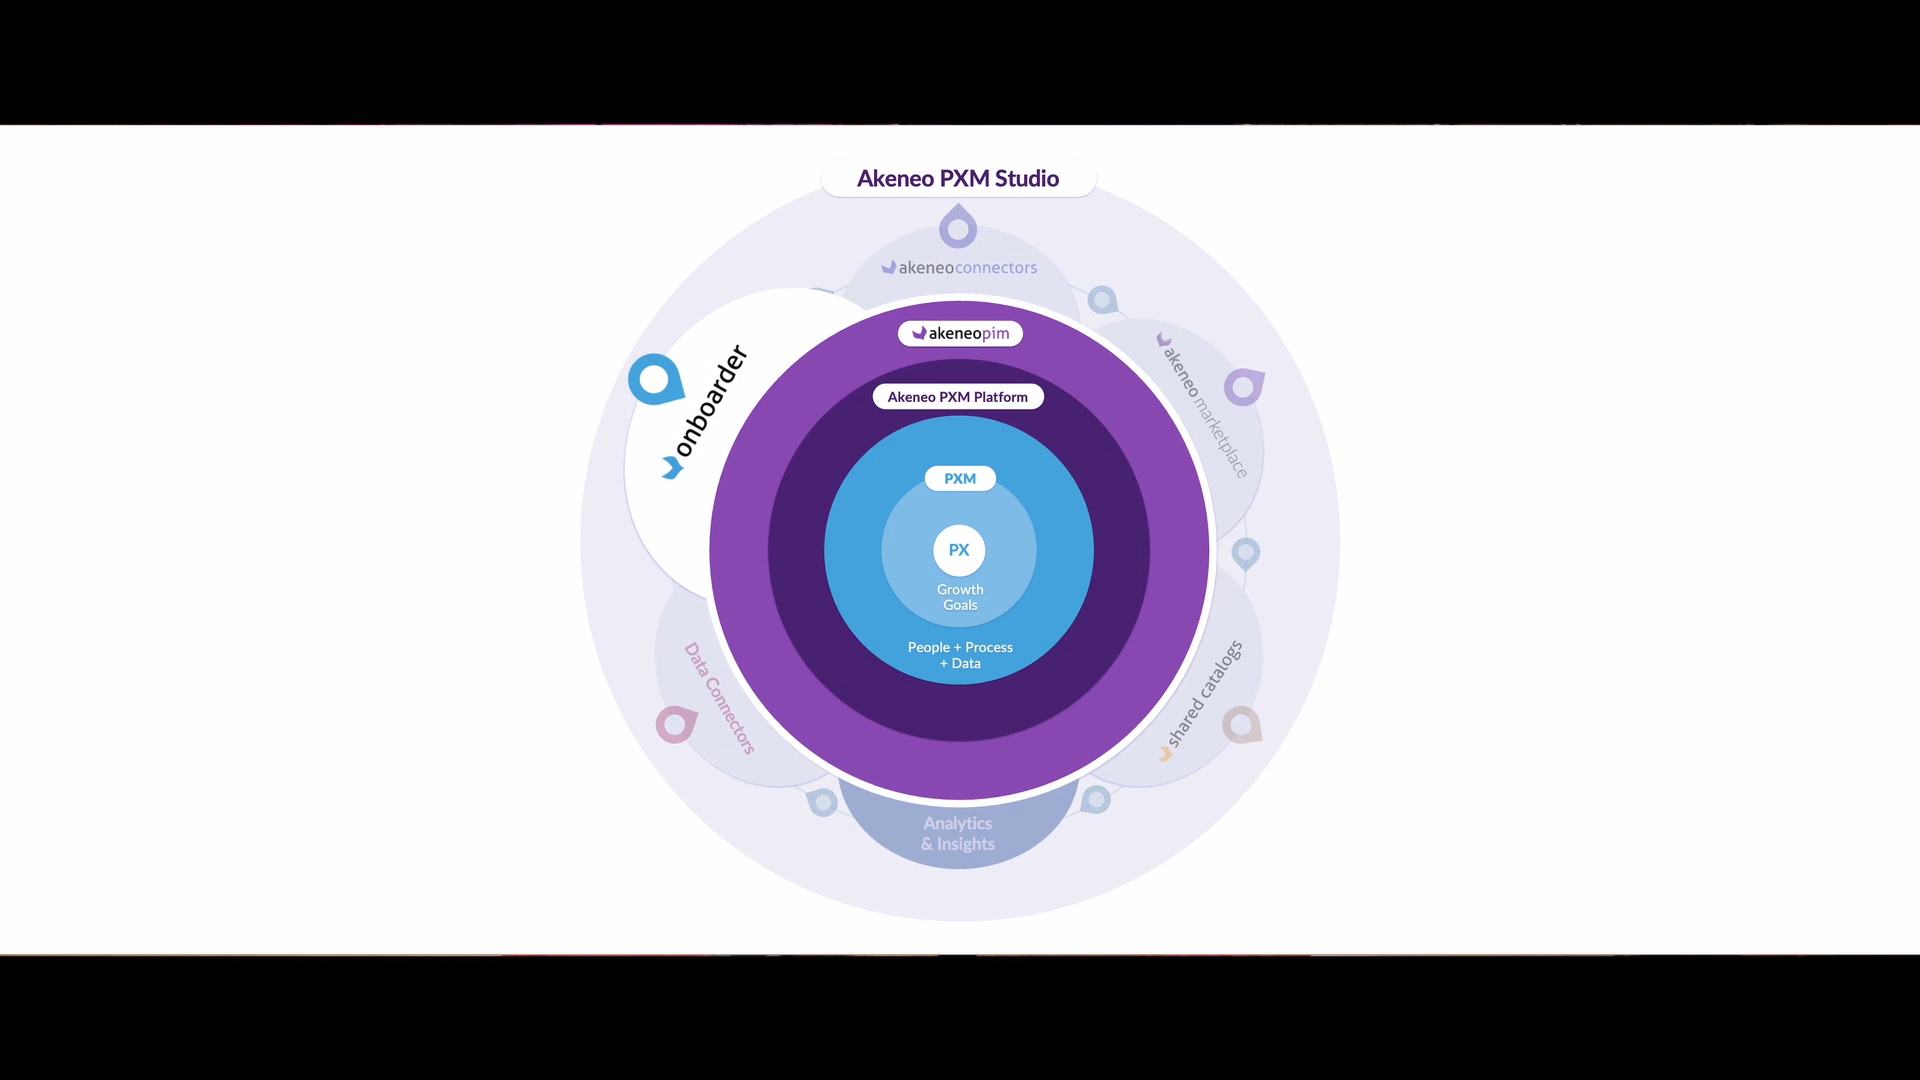 Akeneo PXM Studio
akeneoconnectors
akeneopim
onboarder
akeneo marketplace
Akeneo PXM Platform
PXM
PX
Growth
Goals
People + Process
+ Data
Data Connectors
shared catalogs
Analytics
& Insights